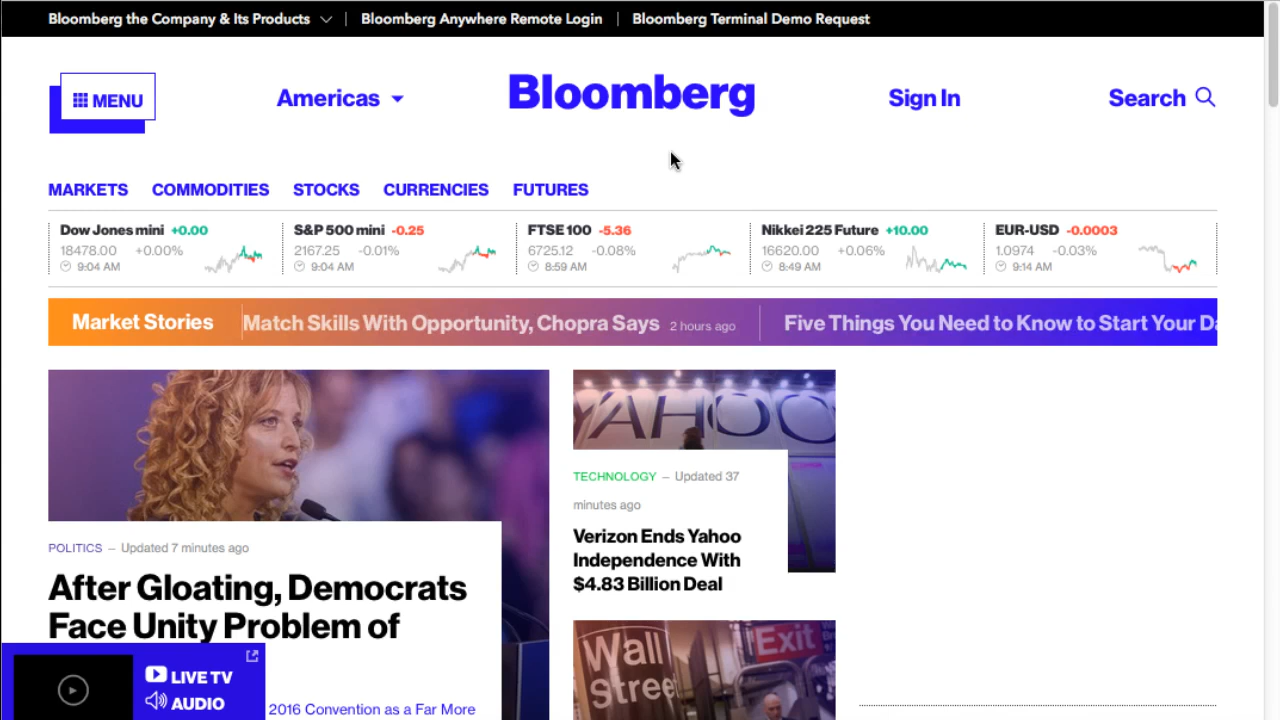 Bloomberg the Company & Its Products
Bloomberg Anywhere Remote Login
Bloomberg Terminal Demo Request
MENU
Americas
Bloomberg
Sign In
Search
MARKETS COMMODITIES STOCKS CURRENCIES FUTURES
Dow Jones mini +0.00
18478.00 +0.00%
9:04 AM
S&P 500 mini -0.25
2167.25 -0.01%
9:04 AM
FTSE 100 -5.36
6725.12 -0.08%
8:59 AM
Nikkei 225 Future +10.00
16620.00 +0.06%
8:49 AM
EUR-USD -0.0003
1.0974 -0.03%
9:14 AM
Market Stories
Match Skills With Opportunity, Chopra Says 2 hours ago
Five Things You Need to Know to Start Your
POLITICS – Updated 7 minutes ago
After Gloating, Democrats
Face Unity Problem of
2016 Convention as a Far More
LIVE TV
AUDIO
YAHOO
TECHNOLOGY – Updated 37
minutes ago
Verizon Ends Yahoo
Independence With
$4.83 Billion Deal
Wall
Stree
Exit